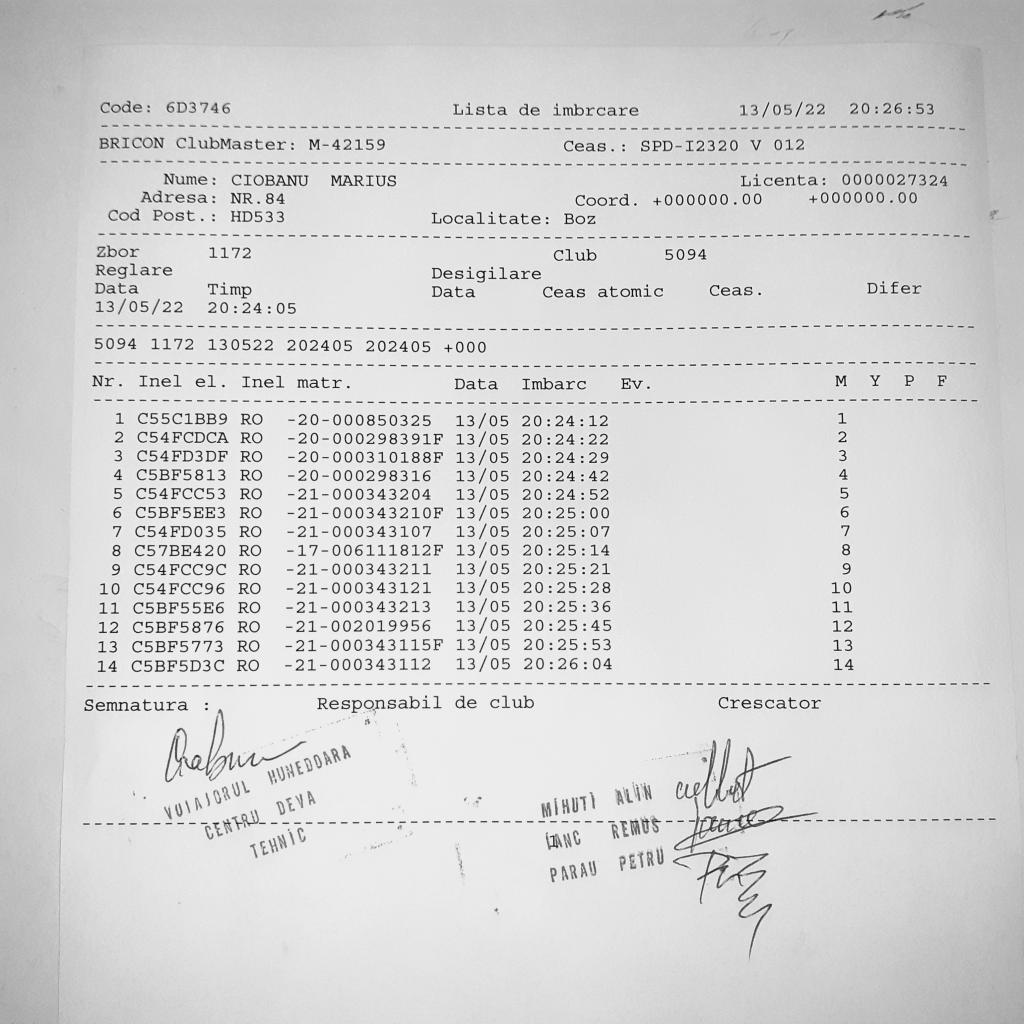 Code: 6D3746 Lista de imbrcare 13/05/22 20:26:53
BRICON ClubMaster: M-42159 Ceas.: SPD-I2320 V 012
Nume: CIOBANU MARIUS Licenta: 0000027324
Adresa: NR.84 Coord. +000000.00 +000000.00
Cod Post.: HD533 Localitate: Boz
Zbor 1172 Club 5094
Reglare Desigilare
Data Timp Data Ceas atomic Ceas. Difer
13/05/22 20:24:05
5094 1172 130522 202405 202405 +000
Nr. Inel el. Inel matr. Data Imbarc Ev. M Y P F
1 C55C1BB9 RO -20-000850325 13/05 20:24:12 1
2 C54FCDCA RO -20-000298391F 13/05 20:24:22 2
3 C54FD3DF RO -20-000310188F 13/05 20:24:29 3
4 C5BF5813 RO -20-000298316 13/05 20:24:42 4
5 C54FCC53 RO -21-000343204 13/05 20:24:52 5
6 C5BF5EE3 RO -21-000343210F 13/05 20:25:00 6
7 C54FD035 RO -21-000343107 13/05 20:25:07 7
8 C57BE420 RO -17-006111812F 13/05 20:25:14 8
9 C54FCC9C RO -21-000343211 13/05 20:25:21 9
10 C54FCC96 RO -21-000343121 13/05 20:25:28 10
11 C5BF55E6 RO -21-000343213 13/05 20:25:36 11
12 C5BF5876 RO -21-002019956 13/05 20:25:45 12
13 C5BF5773 RO -21-000343115F 13/05 20:25:53 13
14 C5BF5D3C RO -21-000343112 13/05 20:26:04 14
Semnatura : Responsabil de club Crescator
VOIAJORUL HUNEDOARA
CENTRU DEVA
TEHNIC
MIHUTI ALIN
IANC REMUS
PARAU PETRU